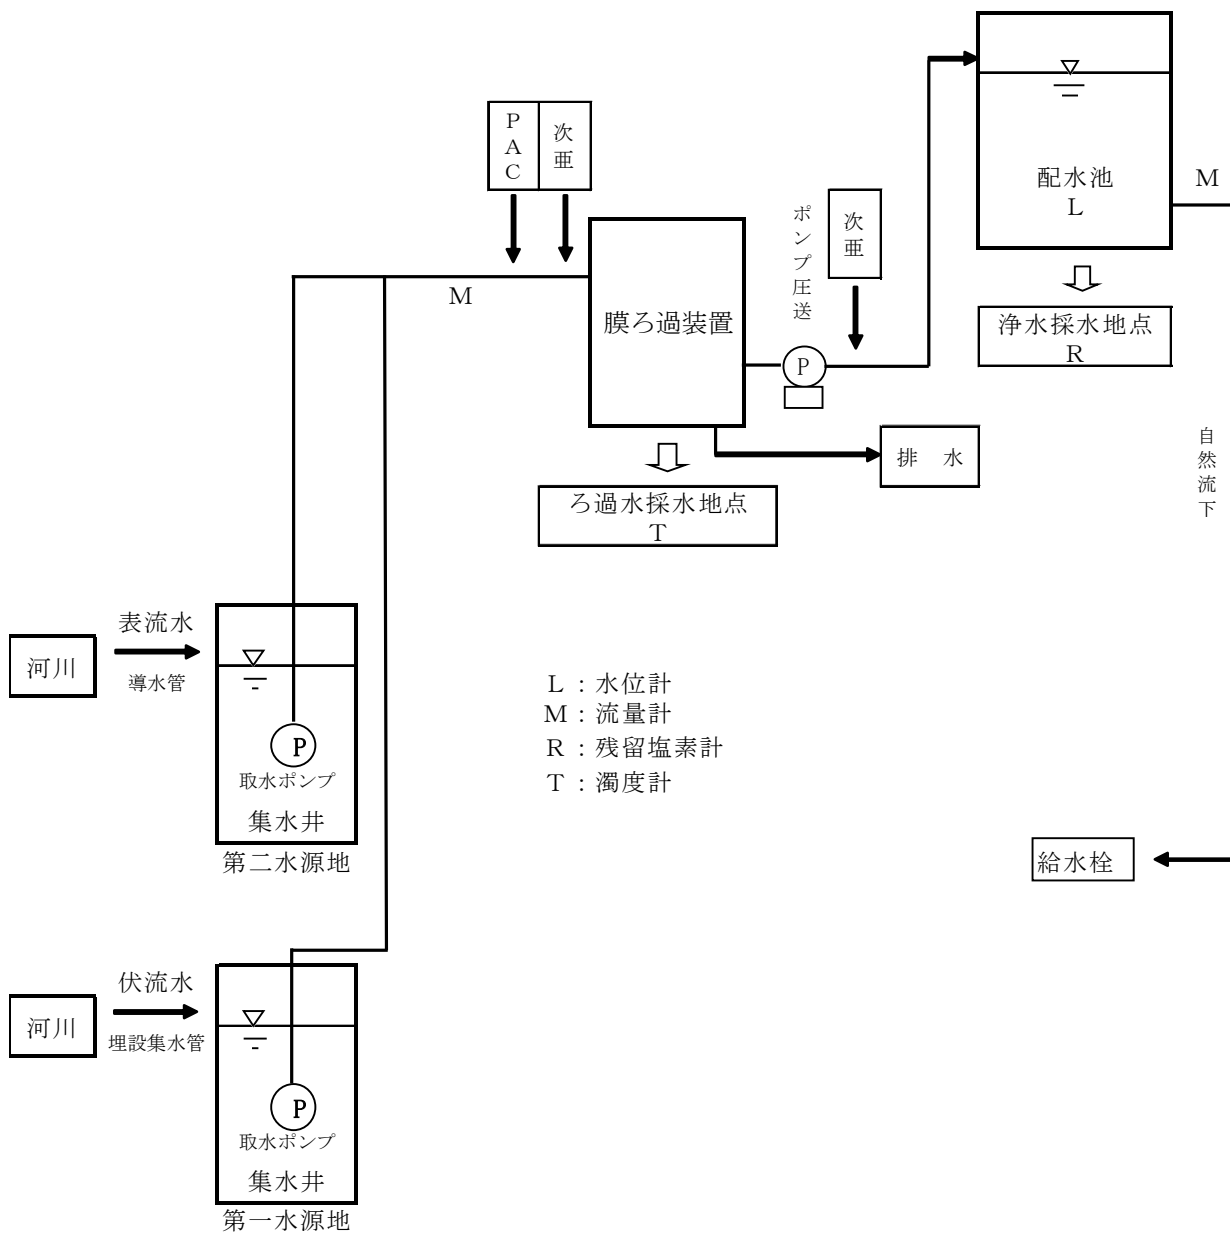 PAC
次亜
M
膜ろ過装置
ポンプ圧送
次亜
P
配水池
L
M
浄水採水地点
R
自然流下
排　水
ろ過水採水地点
T
河川
表流水
導水管
P
取水ポンプ
集水井
第二水源地
L：水位計
M：流量計
R：残留塩素計
T：濁度計
給水栓
河川
伏流水
埋設集水管
P
取水ポンプ
集水井
第一水源地